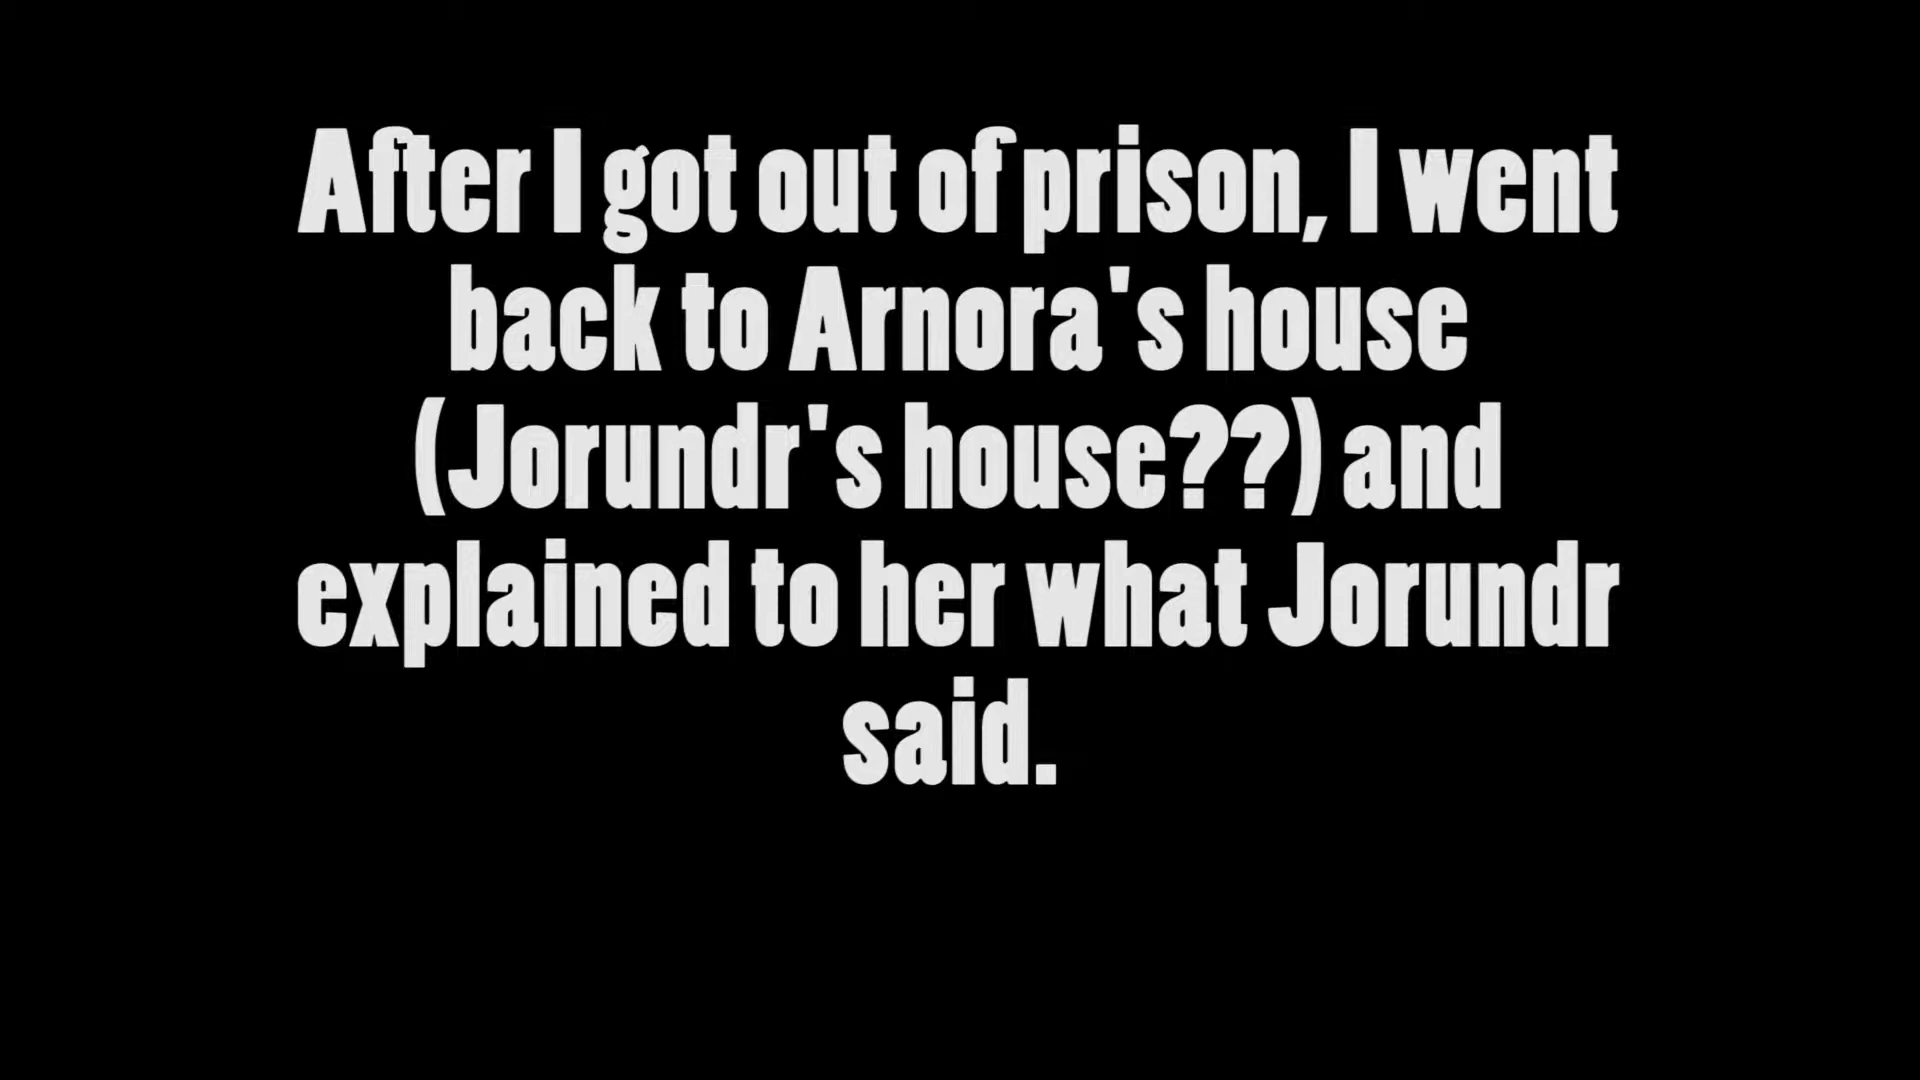 After I got out of prison, I went
back to Arnora's house
(Jorundr's house??) and
explained to her what Jorundr
said.